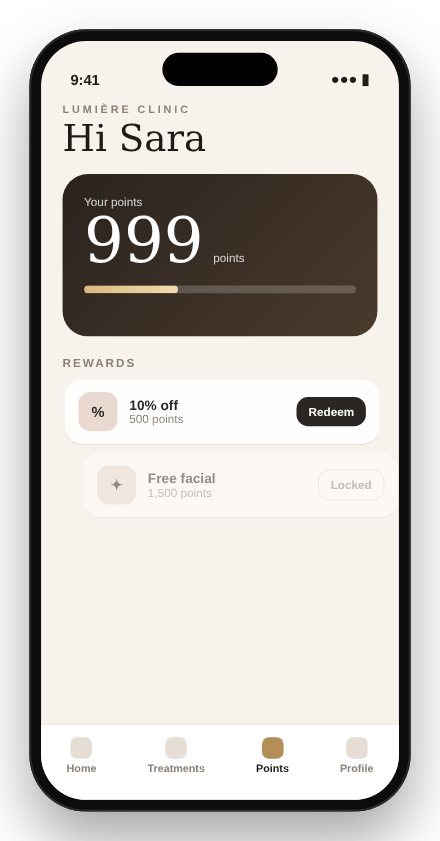 9:41
LUMIÈRE CLINIC
Hi Sara
Your points
999 points
REWARDS
%
10% off
500 points
Redeem
Free facial
1,500 points
Locked
Home
Treatments
Points
Profile